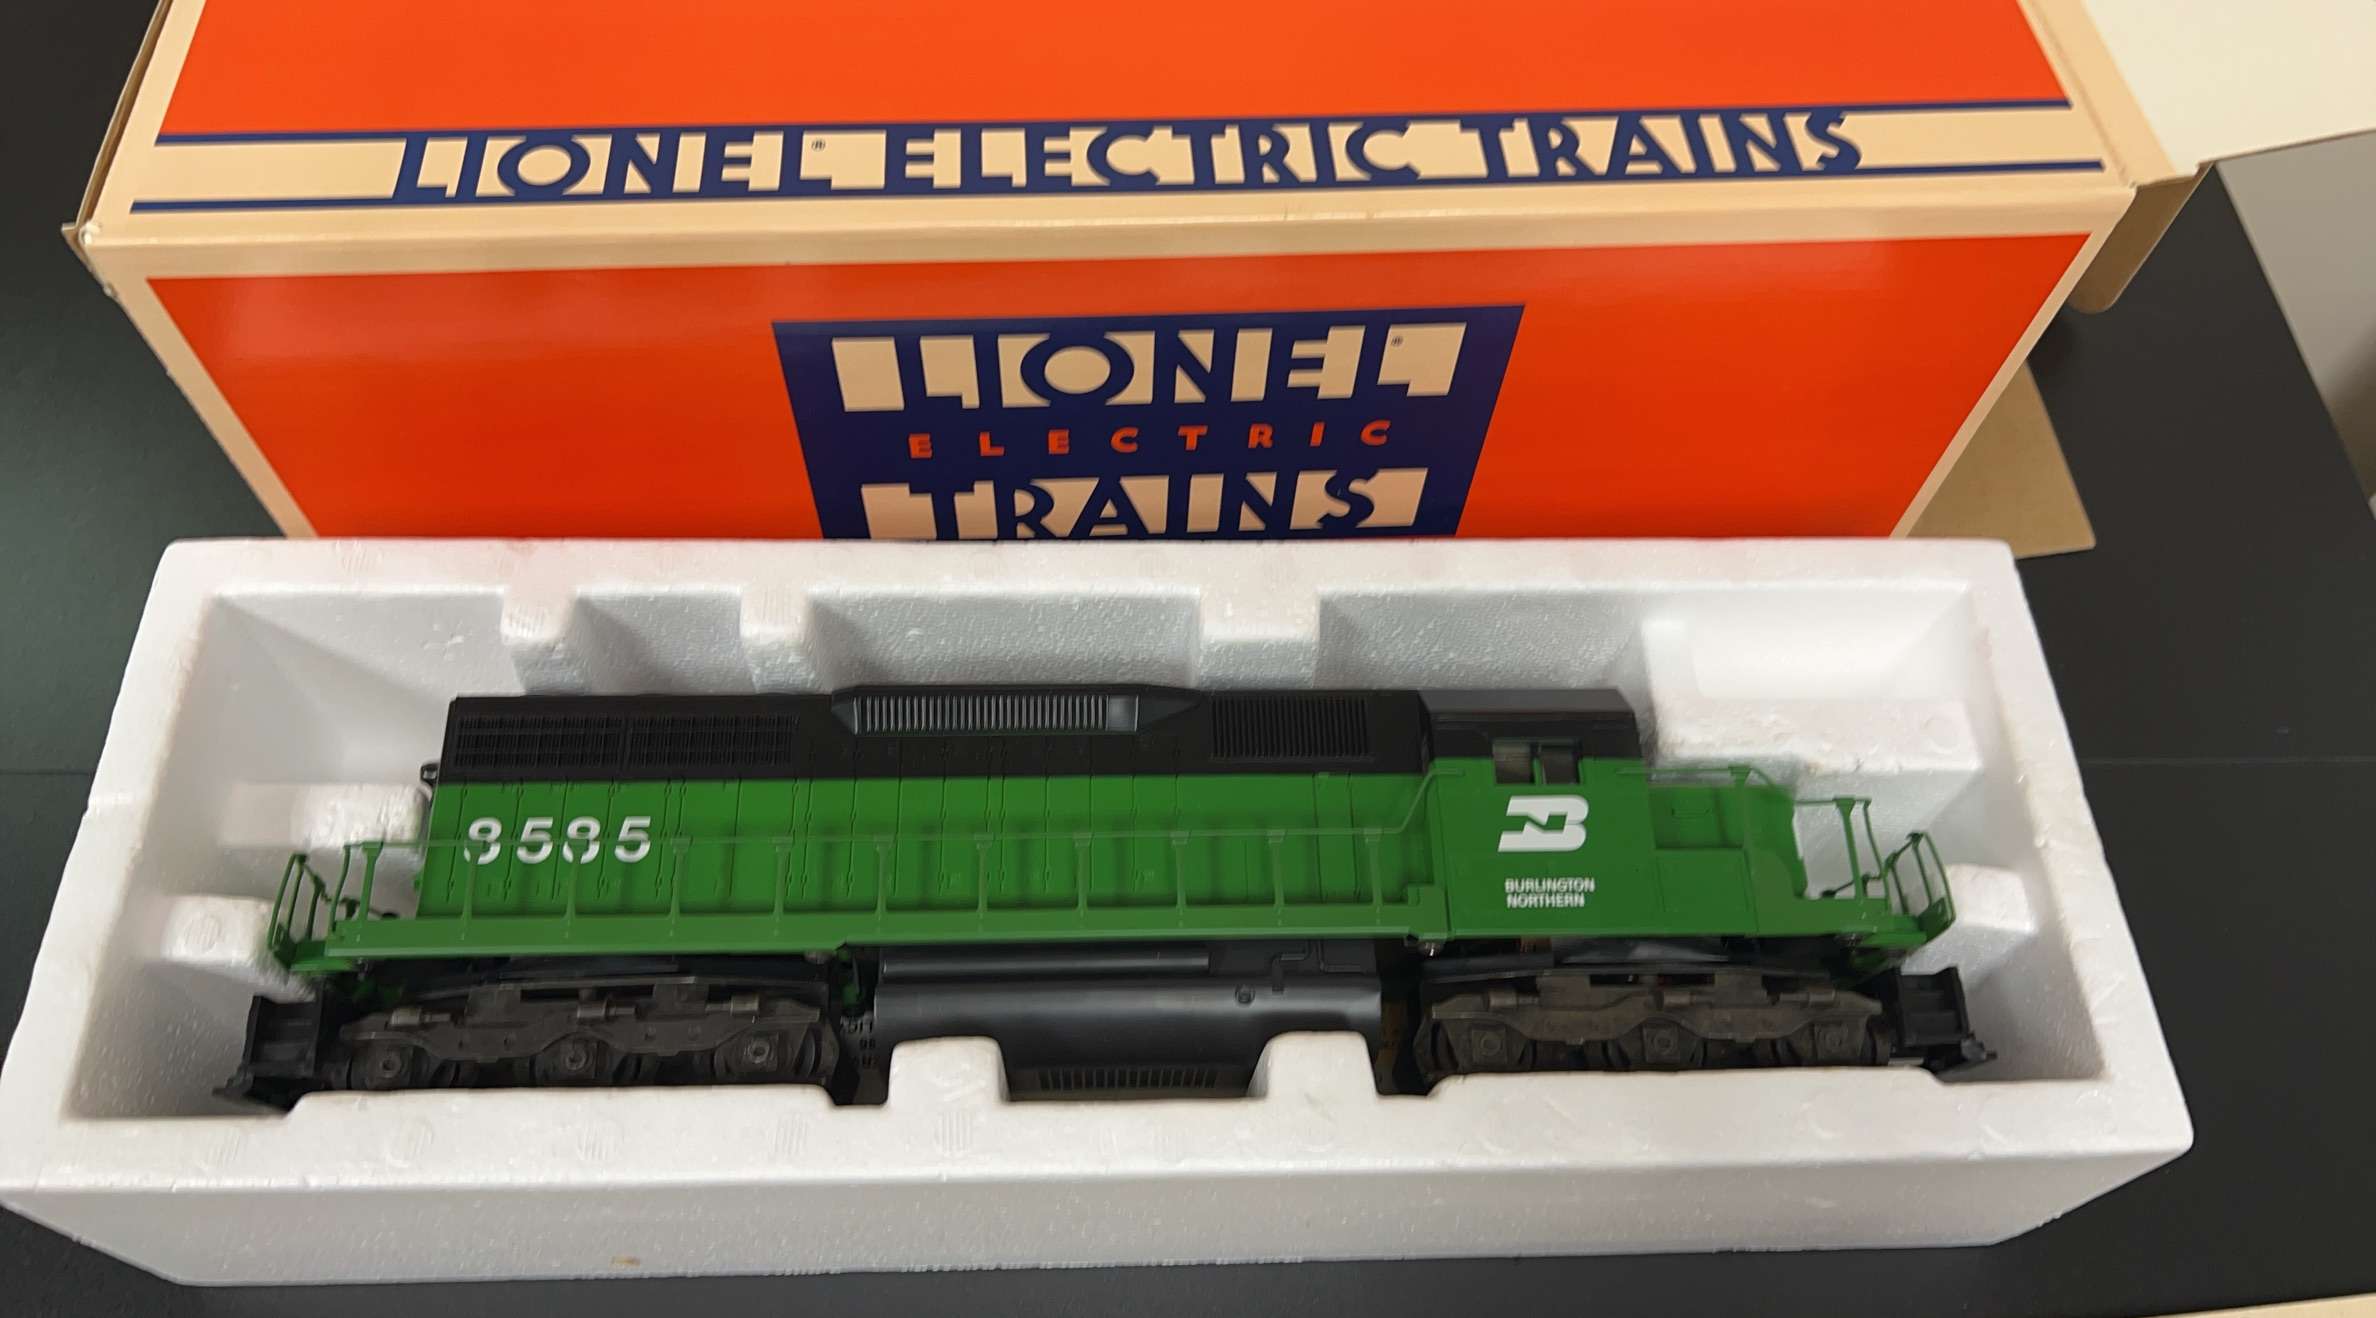 LIONEL® ELECTRIC TRAINS
LIONEL®
ELECTRIC
TRAINS
8585
B
BURLINGTON
NORTHERN